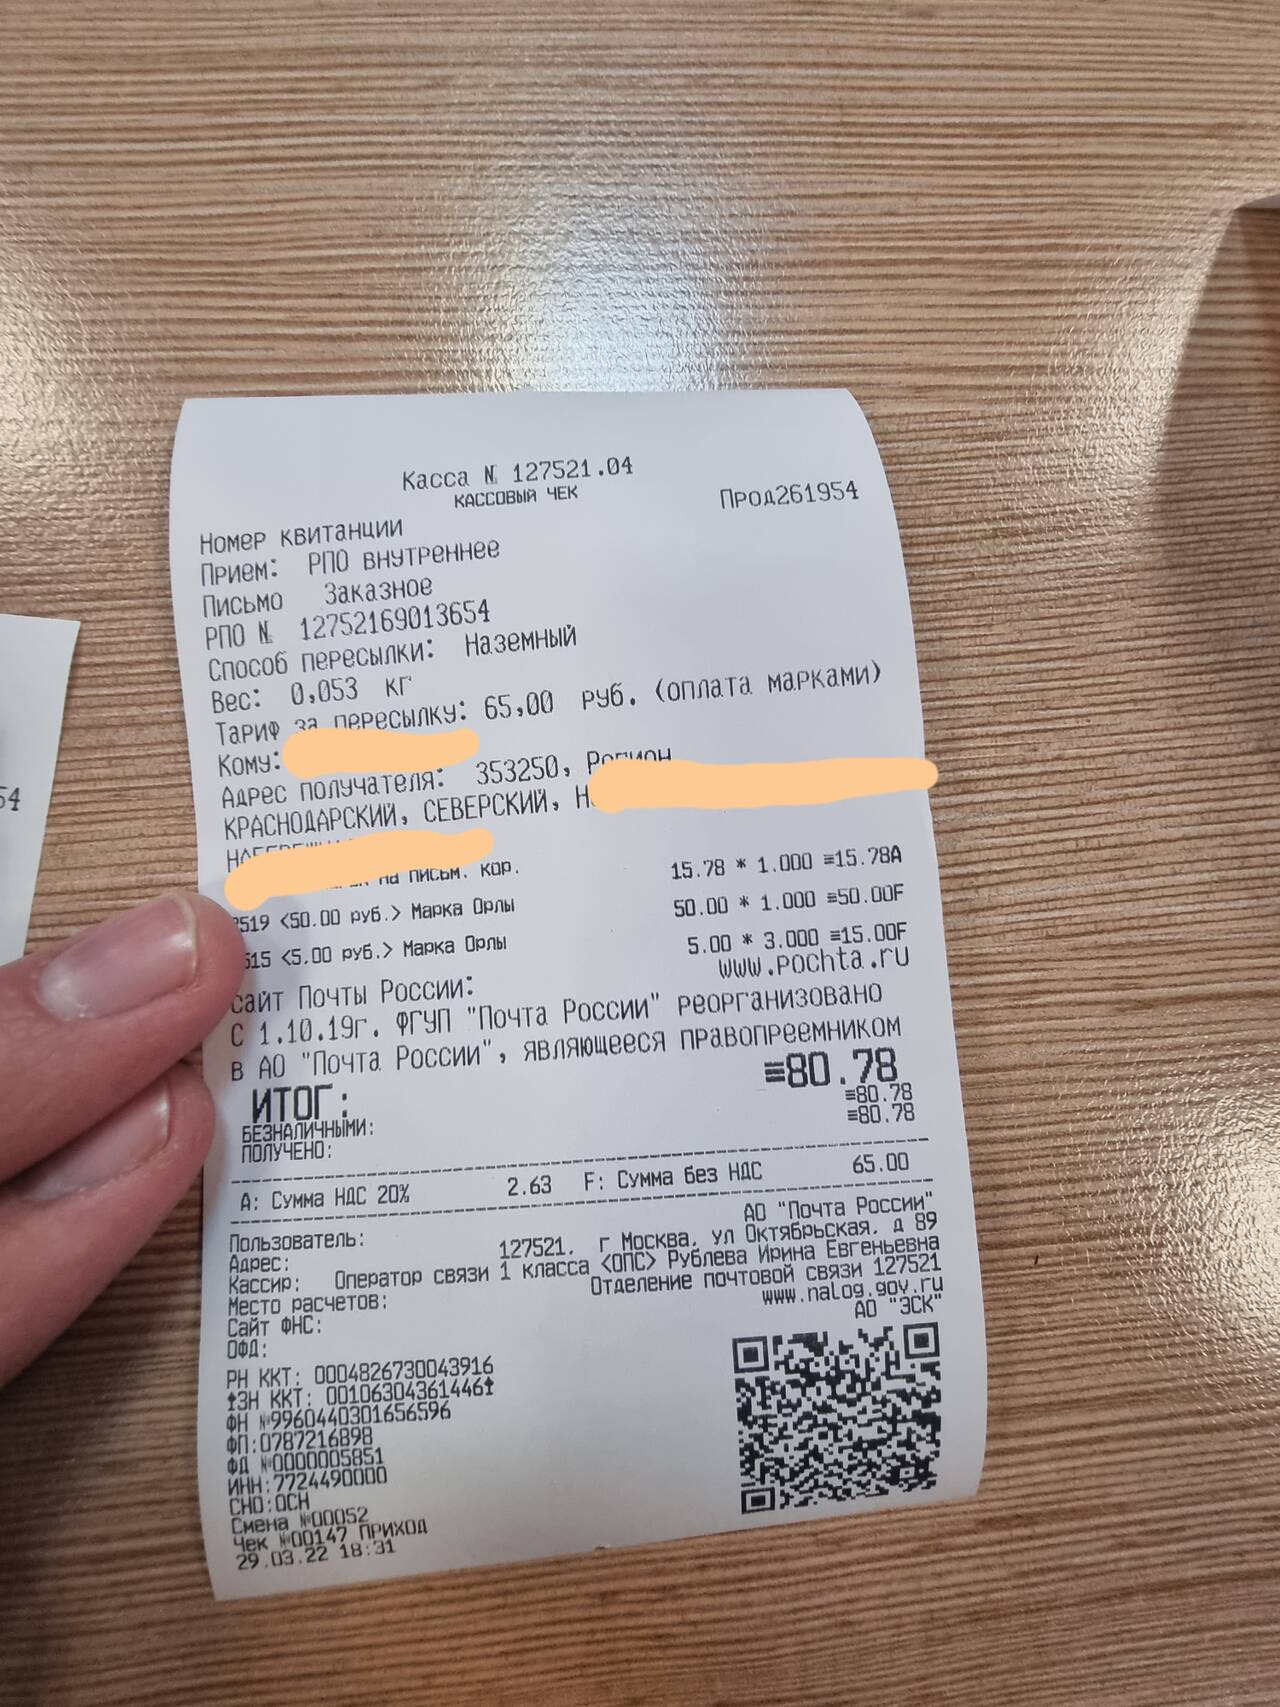 Касса № 127521.04
КАССОВЫЙ ЧЕК
Прод261954
Номер квитанции
Прием: РПО внутреннее
Письмо Заказное
РПО № 12752169013654
Способ пересылки: Наземный
Вес: 0,053 кг
Тариф за пересылку: 65,00 руб. (оплата марками)
Кому:
Адрес получателя: 353250, Регион
КРАСНОДАРСКИЙ, СЕВЕРСКИЙ, Н
на письм. кор. 15.78 * 1.000 ≡15.78А
519 <50.00 руб.> Марка Орлы 50.00 * 1.000 ≡50.00F
515 <5.00 руб.> Марка Орлы 5.00 * 3.000 ≡15.00F
сайт Почты России: www.pochta.ru
С 1.10.19г. ФГУП "Почта России" реорганизовано
в АО "Почта России", являющееся правопреемником
ИТОГ: ≡80.78
БЕЗНАЛИЧНЫМИ: ≡80.78
ПОЛУЧЕНО: ≡80.78
А: Сумма НДС 20% 2.63 F: Сумма без НДС 65.00
Пользователь: АО "Почта России"
Адрес: 127521, г Москва, ул Октябрьская, д 89
Кассир: Оператор связи 1 класса <ОПС> Рублева Ирина Евгеньевна
Место расчетов: Отделение почтовой связи 127521
Сайт ФНС: www.nalog.gov.ru
ОФД: АО "ЭСК"
РН ККТ: 0004826730043916
ЗН ККТ: 00106304361446
ФН №9960440301656596
ФП:0787216898
ФД №0000005851
ИНН:7724490000
СНО:ОСН
Смена №00052
Чек №00147 ПРИХОД
29.03.22 18:31
54